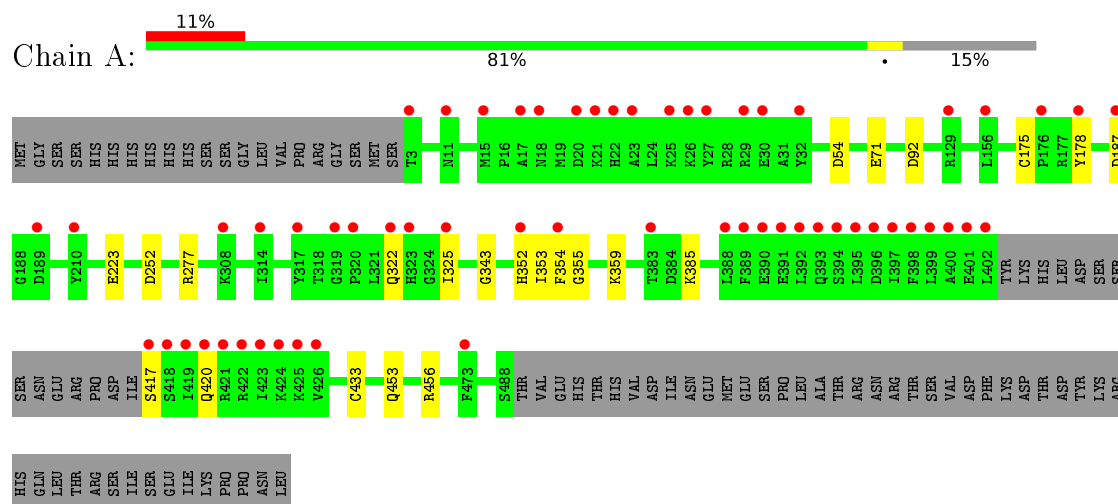 11%
Chain A:
81%
•
15%
MET GLY SER SER HIS HIS HIS HIS HIS HIS SER SER GLY LEU VAL PRO ARG GLY SER MET SER T3 N11 M15 P16 A17 N18 M19 D20 K21 H22 A23 L24 K25 K26 Y27 R28 R29 E30 A31 Y32 D54 E71 D92 R129 L156 C175 P176 R177 Y178 D187
G188 D189 Y210 E223 D252 R277 K308 I314 Y317 T318 G319 P320 L321 Q322 H323 G324 I325 G343 H352 I353 F354 G355 K359 T383 D384 K385 L388 F389 E390 E391 L392 Q393 S394 L395 D396 I397 F398 L399 A400 E401 L402 TYR LYS HIS LEU ASP SER SER
SER ASN GLU ARG PRO ASP ILE S417 S418 I419 Q420 R421 R422 I423 K424 K425 V426 C433 Q453 R456 F473 S488 THR VAL GLU HIS THR HIS VAL ASP ILE ASN GLU MET GLU SER PRO LEU ALA THR ARG ASN ARG THR SER VAL ASP PHE LYS ASP THR ASP TYR LYS ARG
HIS GLN LEU THR ARG SER ILE SER GLU ILE LYS PRO PRO ASN LEU